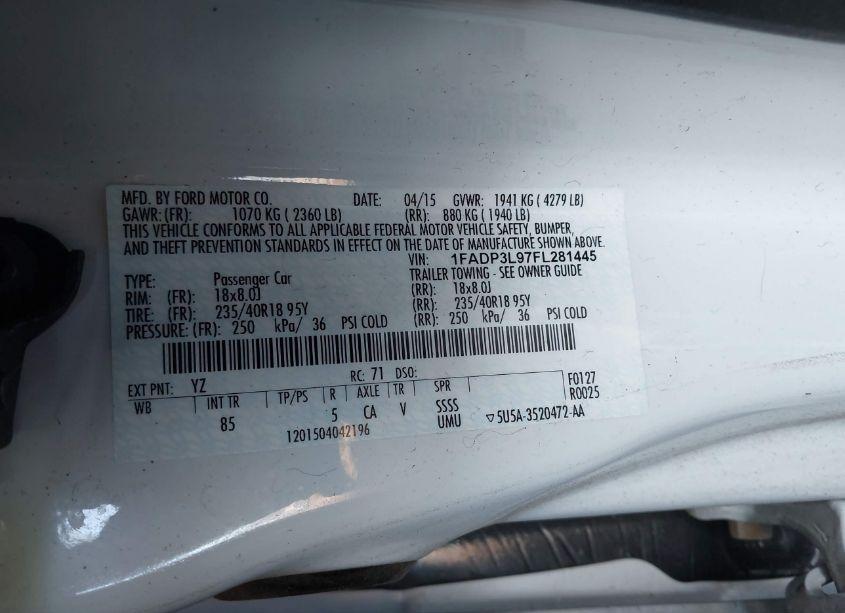 MFD. BY FORD MOTOR CO. DATE: 04/15 GVWR: 1941 KG ( 4279 LB)
GAWR: (FR): 1070 KG ( 2360 LB) (RR): 880 KG ( 1940 LB)
THIS VEHICLE CONFORMS TO ALL APPLICABLE FEDERAL MOTOR VEHICLE SAFETY, BUMPER,
AND THEFT PREVENTION STANDARDS IN EFFECT ON THE DATE OF MANUFACTURE SHOWN ABOVE.
VIN: 1FADP3L97FL281445
TYPE: Passenger Car TRAILER TOWING - SEE OWNER GUIDE
RIM: (FR): 18x8.0J (RR): 18x8.0J
TIRE: (FR): 235/40R18 95Y (RR): 235/40R18 95Y
PRESSURE: (FR): 250 kPa/ 36 PSI COLD (RR): 250 kPa/ 36 PSI COLD
EXT PNT: YZ RC: 71 DSO: F0127
WB INT TR TP/PS R AXLE TR SPR R0025
85 5 CA V SSSS
1201504042196 UMU ▽5U5A-3520472-AA